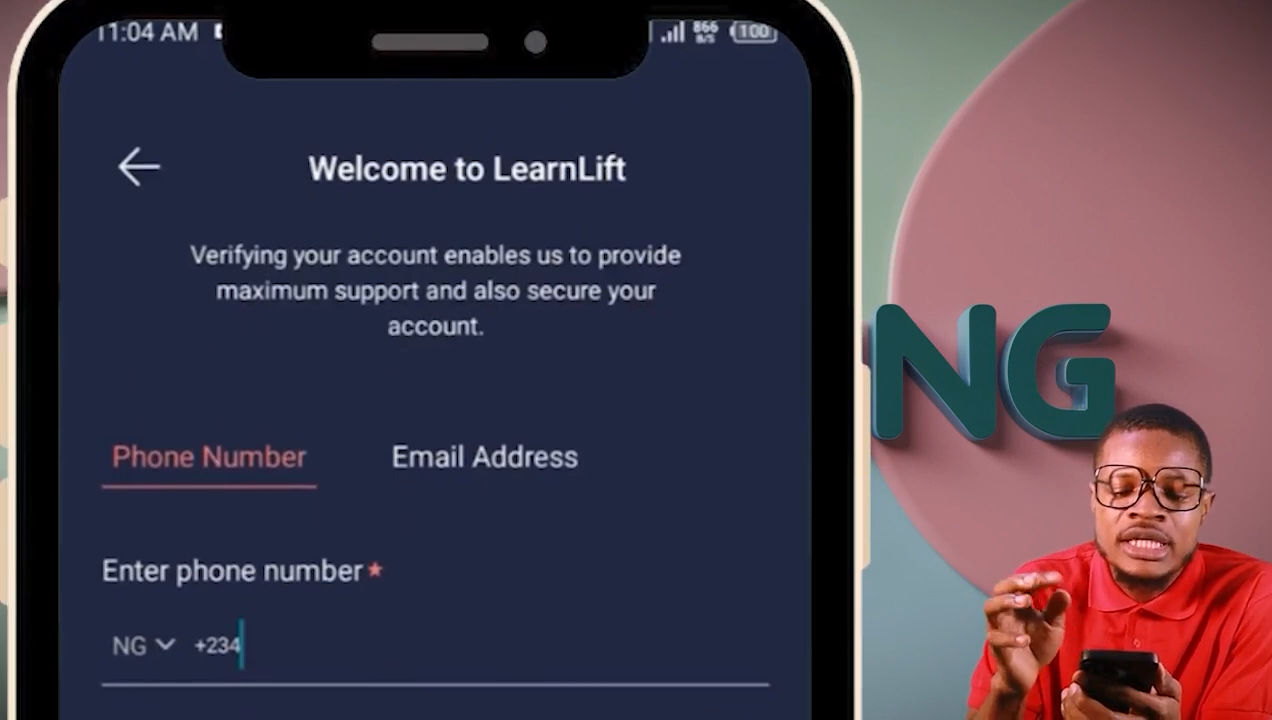 11:04 AM
866
B/S
100
Welcome to LearnLift
Verifying your account enables us to provide
maximum support and also secure your
account.
Phone Number
Email Address
Enter phone number*
NG
+234
NG